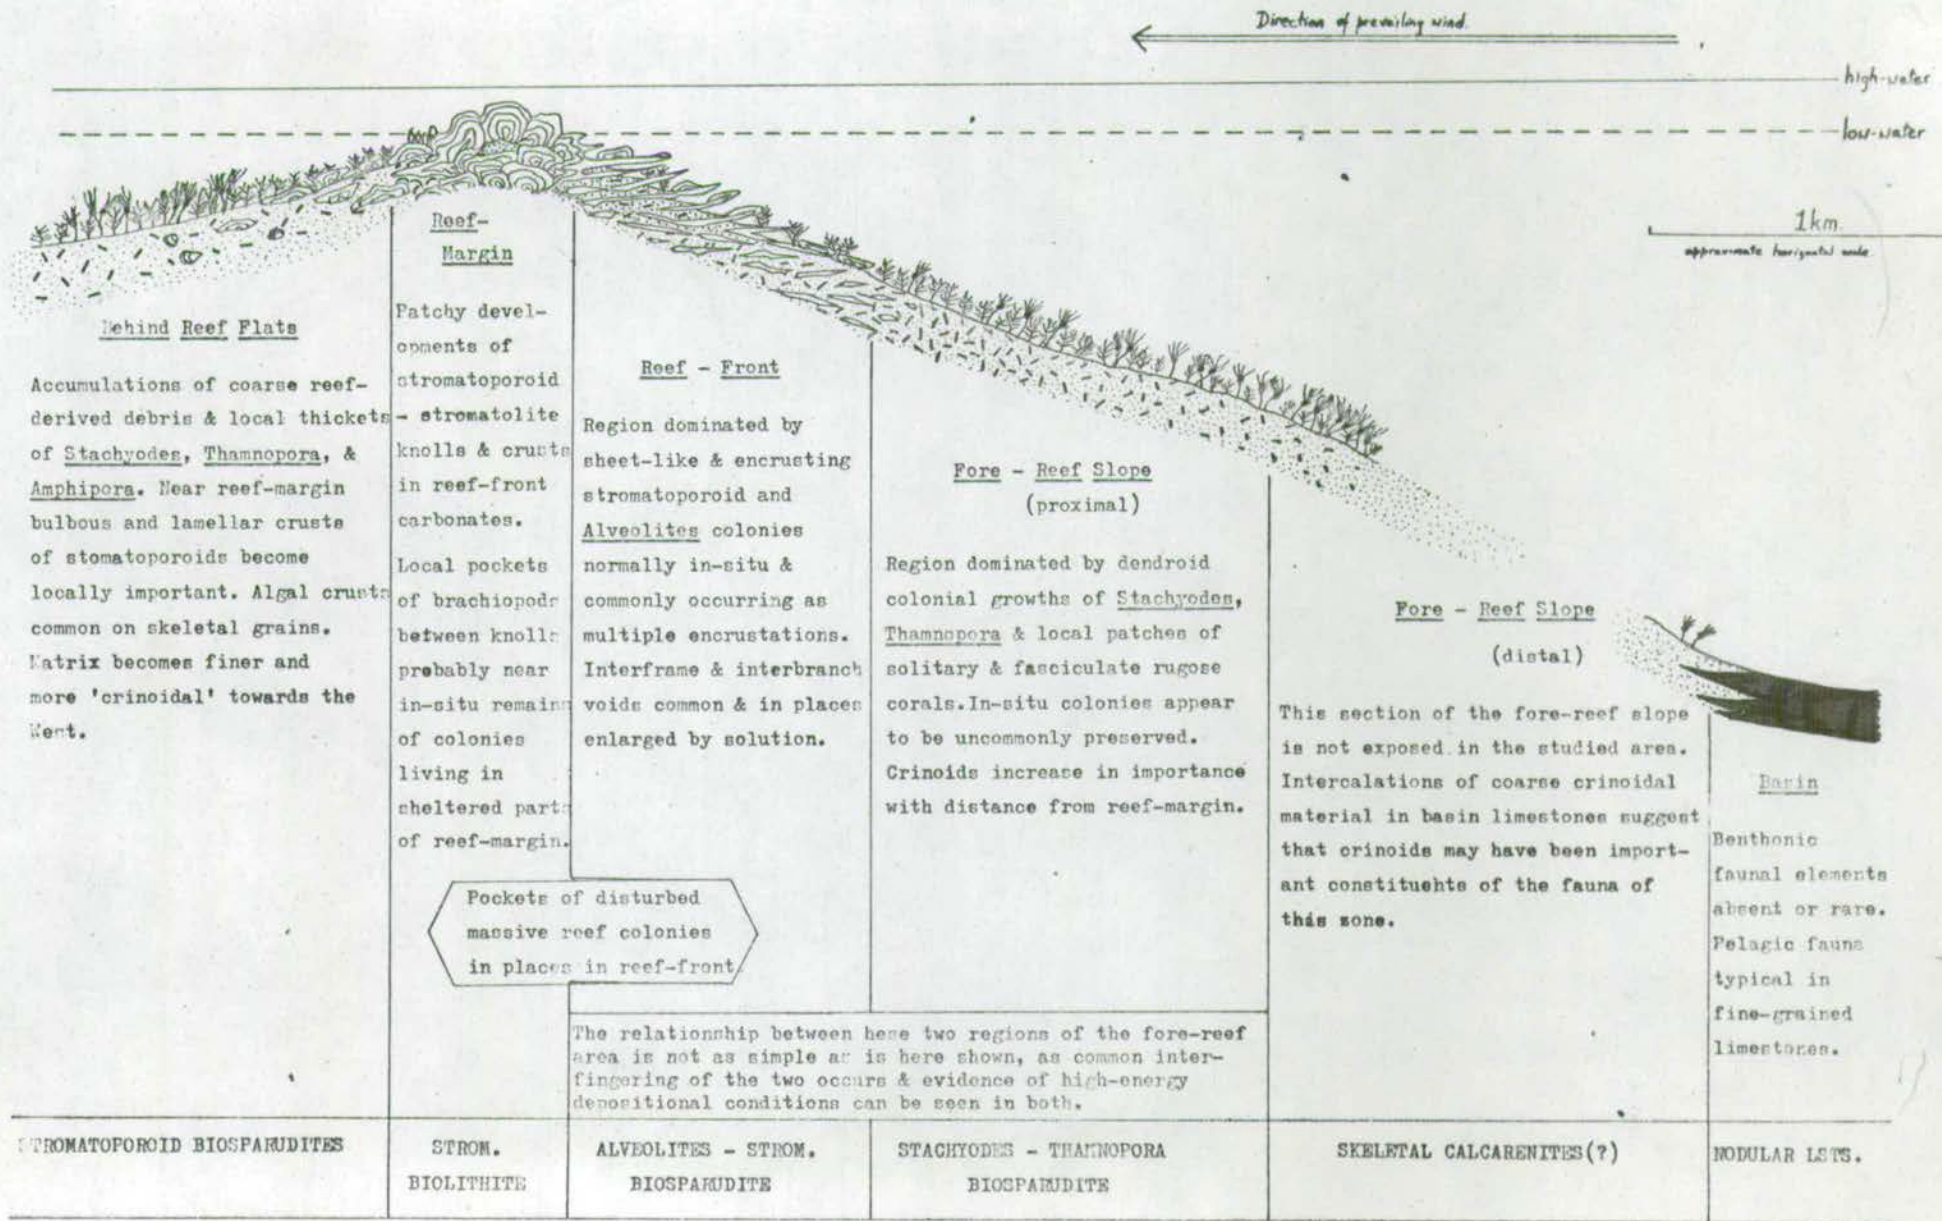 Direction of prevailing wind.
high-water
low-water
1km.
approximate horizontal scale
Behind Reef Flats
Accumulations of coarse reef-
derived debris & local thickets
of Stachyodes, Thamnopora, &
Amphipora. Near reef-margin
bulbous and lamellar crusts
of stomatoporoids become
locally important. Algal crusts
common on skeletal grains.
Matrix becomes finer and
more 'crinoidal' towards the
West.
Reef-
Margin
Patchy devel-
opments of
stromatoporoid
- stromatolite
knolls & crusts
in reef-front
carbonates.
Local pockets
of brachiopods
between knolls
probably near
in-situ remains
of colonies
living in
sheltered parts
of reef-margin.
Reef - Front
Region dominated by
sheet-like & encrusting
stromatoporoid and
Alveolites colonies
normally in-situ &
commonly occurring as
multiple encrustations.
Interframe & interbranch
voids common & in places
enlarged by solution.
Pockets of disturbed
massive reef colonies
in places in reef-front
Fore - Reef Slope
(proximal)
Region dominated by dendroid
colonial growths of Stachyodes,
Thamnopora & local patches of
solitary & fasciculate rugose
corals. In-situ colonies appear
to be uncommonly preserved.
Crinoids increase in importance
with distance from reef-margin.
The relationship between hese two regions of the fore-reef
area is not as simple as is here shown, as common inter-
fingering of the two occurs & evidence of high-energy
depositional conditions can be seen in both.
Fore - Reef Slope
(distal)
This section of the fore-reef slope
is not exposed in the studied area.
Intercalations of coarse crinoidal
material in basin limestones suggest
that crinoids may have been import-
ant constituehts of the fauna of
this zone.
Basin
Benthonic
faunal elements
absent or rare.
Pelagic fauna
typical in
fine-grained
limestones.
STROMATOPOROID BIOSPARUDITES
STROM.
BIOLITHITE
ALVEOLITES - STROM.
BIOSPARUDITE
STACHYODES - THAMNOPORA
BIOSPARUDITE
SKELETAL CALCARENITES(?)
NODULAR LSTS.